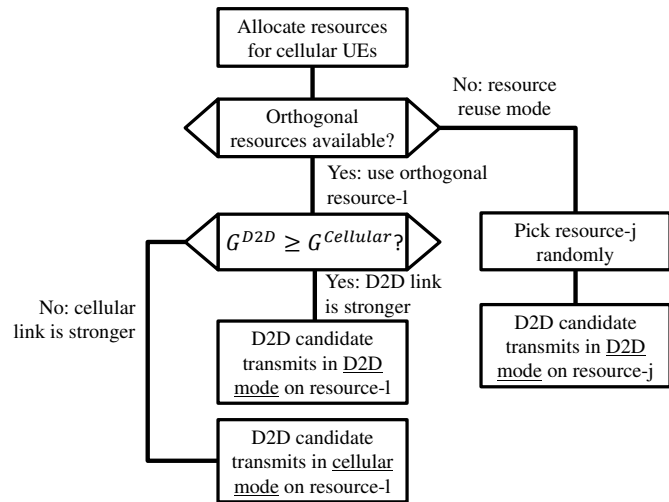 Allocate resources
for cellular UEs
No: resource
reuse mode
Orthogonal
resources available?
Yes: use orthogonal
resource-l
G^{D2D} ≥ G^{Cellular}?
Pick resource-j
randomly
No: cellular
link is stronger
Yes: D2D link
is stronger
D2D candidate
transmits in D2D
mode on resource-l
D2D candidate
transmits in D2D
mode on resource-j
D2D candidate
transmits in cellular
mode on resource-l